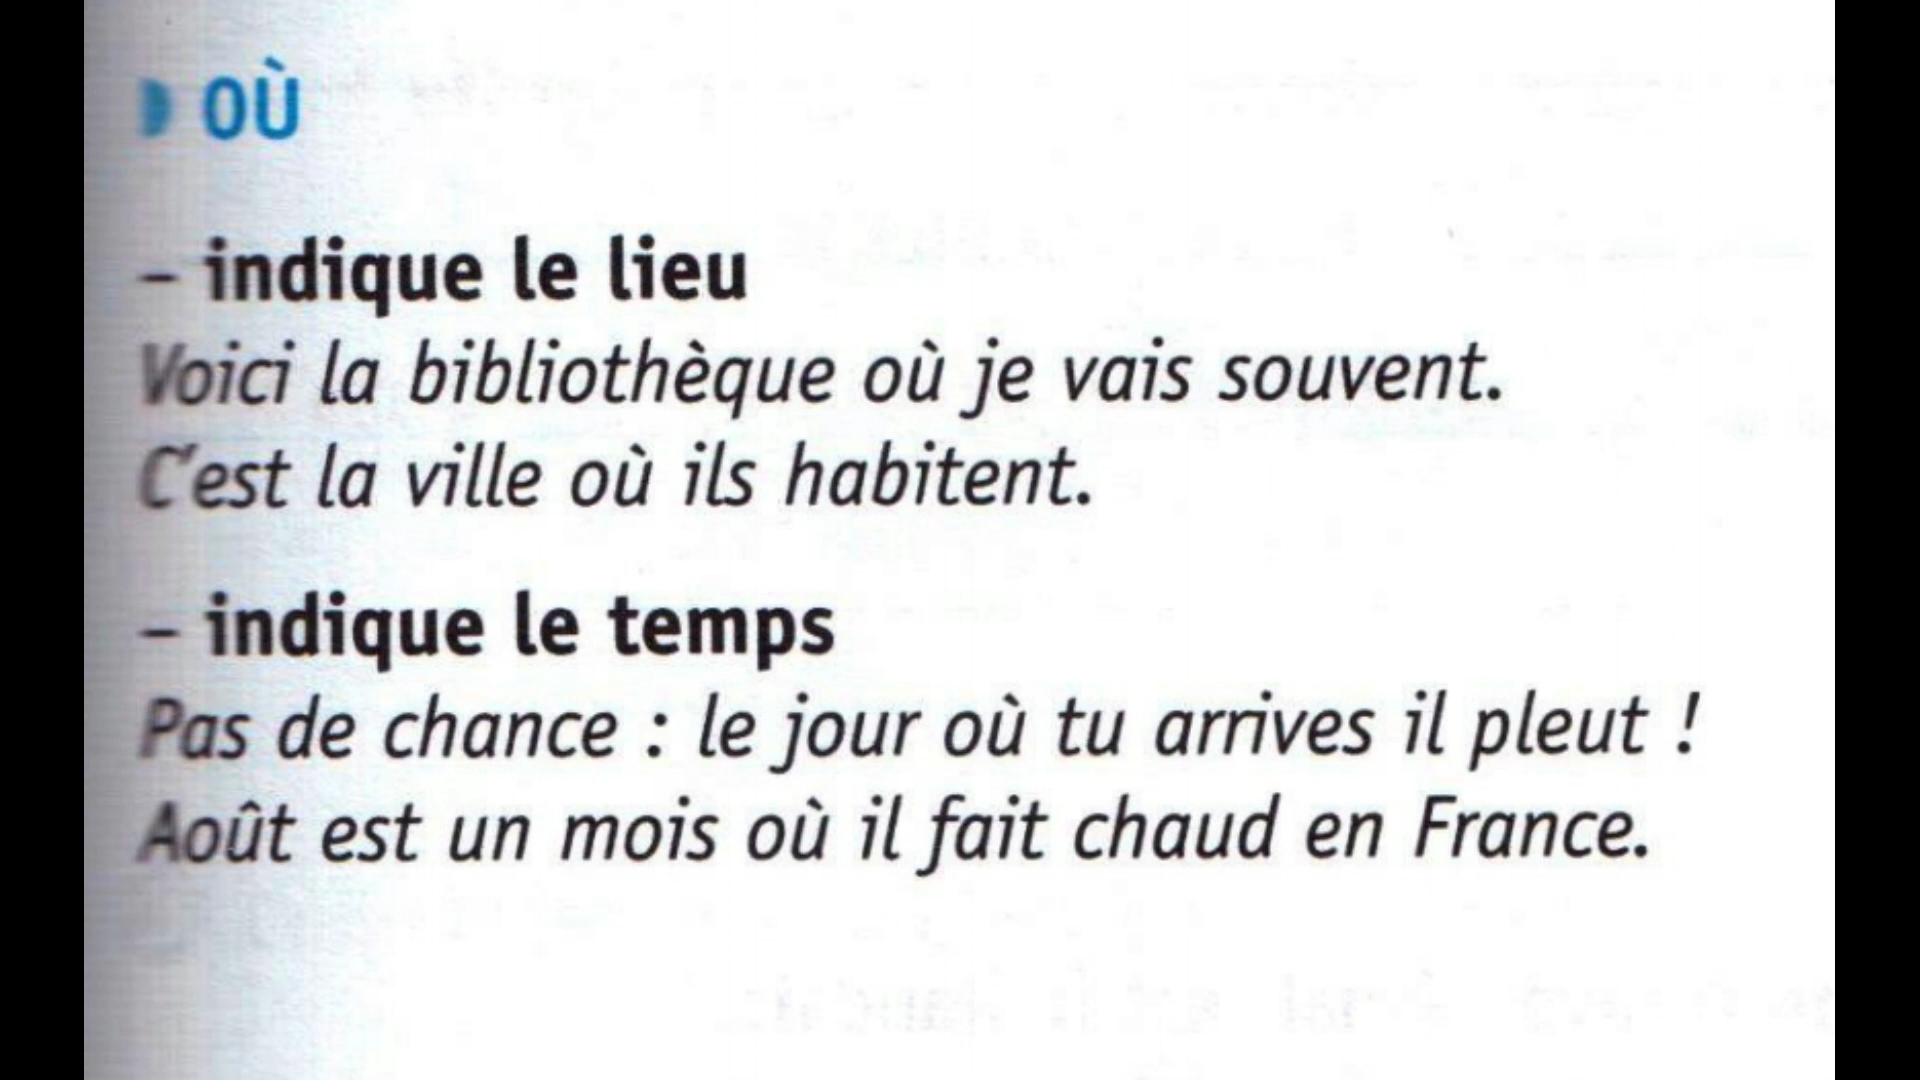 OÙ
– indique le lieu
Voici la bibliothèque où je vais souvent.
C'est la ville où ils habitent.
– indique le temps
Pas de chance : le jour où tu arrives il pleut !
Août est un mois où il fait chaud en France.